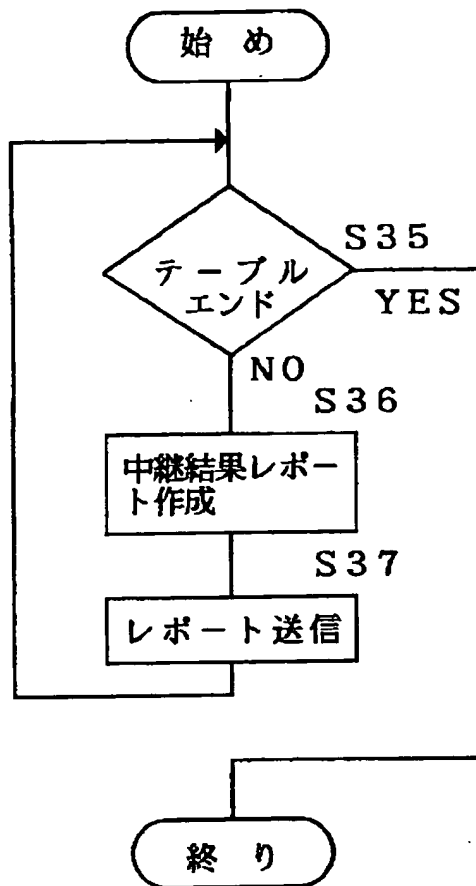 始め
S35
テーブル
エンド
YES
NO
S36
中継結果レポー
ト作成
S37
レポート送信
終り